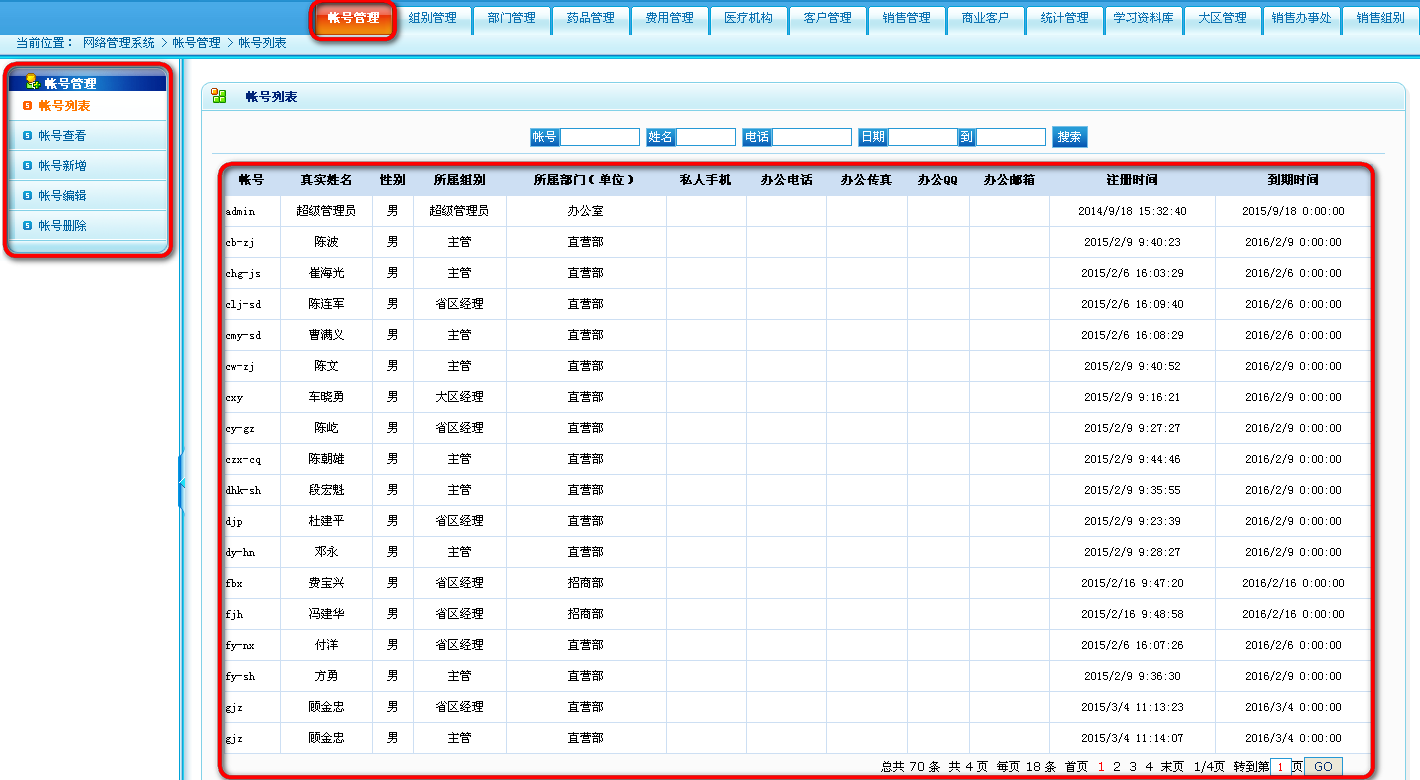 帐号管理 组别管理 部门管理 药品管理 费用管理 医疗机构 客户管理 销售管理 商业客户 统计管理 学习资料库 大区管理 销售办事处 销售组别
当前位置： 网络管理系统 > 帐号管理 > 帐号列表
帐号管理
帐号列表
帐号查看
帐号新增
帐号编辑
帐号删除
帐号列表
帐号 姓名 电话 日期 到 搜索
帐号 真实姓名 性别 所属组别 所属部门（单位） 私人手机 办公电话 办公传真 办公QQ 办公邮箱 注册时间 到期时间
admin 超级管理员 男 超级管理员 办公室 2014/9/18 15:32:40 2015/9/18 0:00:00
cb-zj 陈波 男 主管 直营部 2015/2/9 9:40:23 2016/2/9 0:00:00
chg-js 崔海光 男 主管 直营部 2015/2/6 16:03:29 2016/2/6 0:00:00
clj-sd 陈连军 男 省区经理 直营部 2015/2/6 16:09:40 2016/2/6 0:00:00
cmy-sd 曹满义 男 主管 直营部 2015/2/6 16:08:29 2016/2/6 0:00:00
cw-zj 陈文 男 主管 直营部 2015/2/9 9:40:52 2016/2/9 0:00:00
cxy 车晓勇 男 大区经理 直营部 2015/2/9 9:16:21 2016/2/9 0:00:00
cy-gz 陈屹 男 省区经理 直营部 2015/2/9 9:27:27 2016/2/9 0:00:00
czx-cq 陈朝雄 男 主管 直营部 2015/2/9 9:44:46 2016/2/9 0:00:00
dhk-sh 段宏魁 男 主管 直营部 2015/2/9 9:35:55 2016/2/9 0:00:00
djp 杜建平 男 省区经理 直营部 2015/2/9 9:23:39 2016/2/9 0:00:00
dy-hn 邓永 男 主管 直营部 2015/2/9 9:28:27 2016/2/9 0:00:00
fbx 费宝兴 男 省区经理 招商部 2015/2/16 9:47:20 2016/2/16 0:00:00
fjh 冯建华 男 省区经理 招商部 2015/2/16 9:48:58 2016/2/16 0:00:00
fy-nx 付洋 男 省区经理 直营部 2015/2/6 16:07:26 2016/2/6 0:00:00
fy-sh 方勇 男 主管 直营部 2015/2/9 9:36:30 2016/2/9 0:00:00
gjz 顾金忠 男 省区经理 直营部 2015/3/4 11:13:23 2016/3/4 0:00:00
gjz 顾金忠 男 主管 直营部 2015/3/4 11:14:07 2016/3/4 0:00:00
总共 70 条 共 4 页 每页 18 条 首页 1 2 3 4 末页 1/4页 转到第 1 页 GO